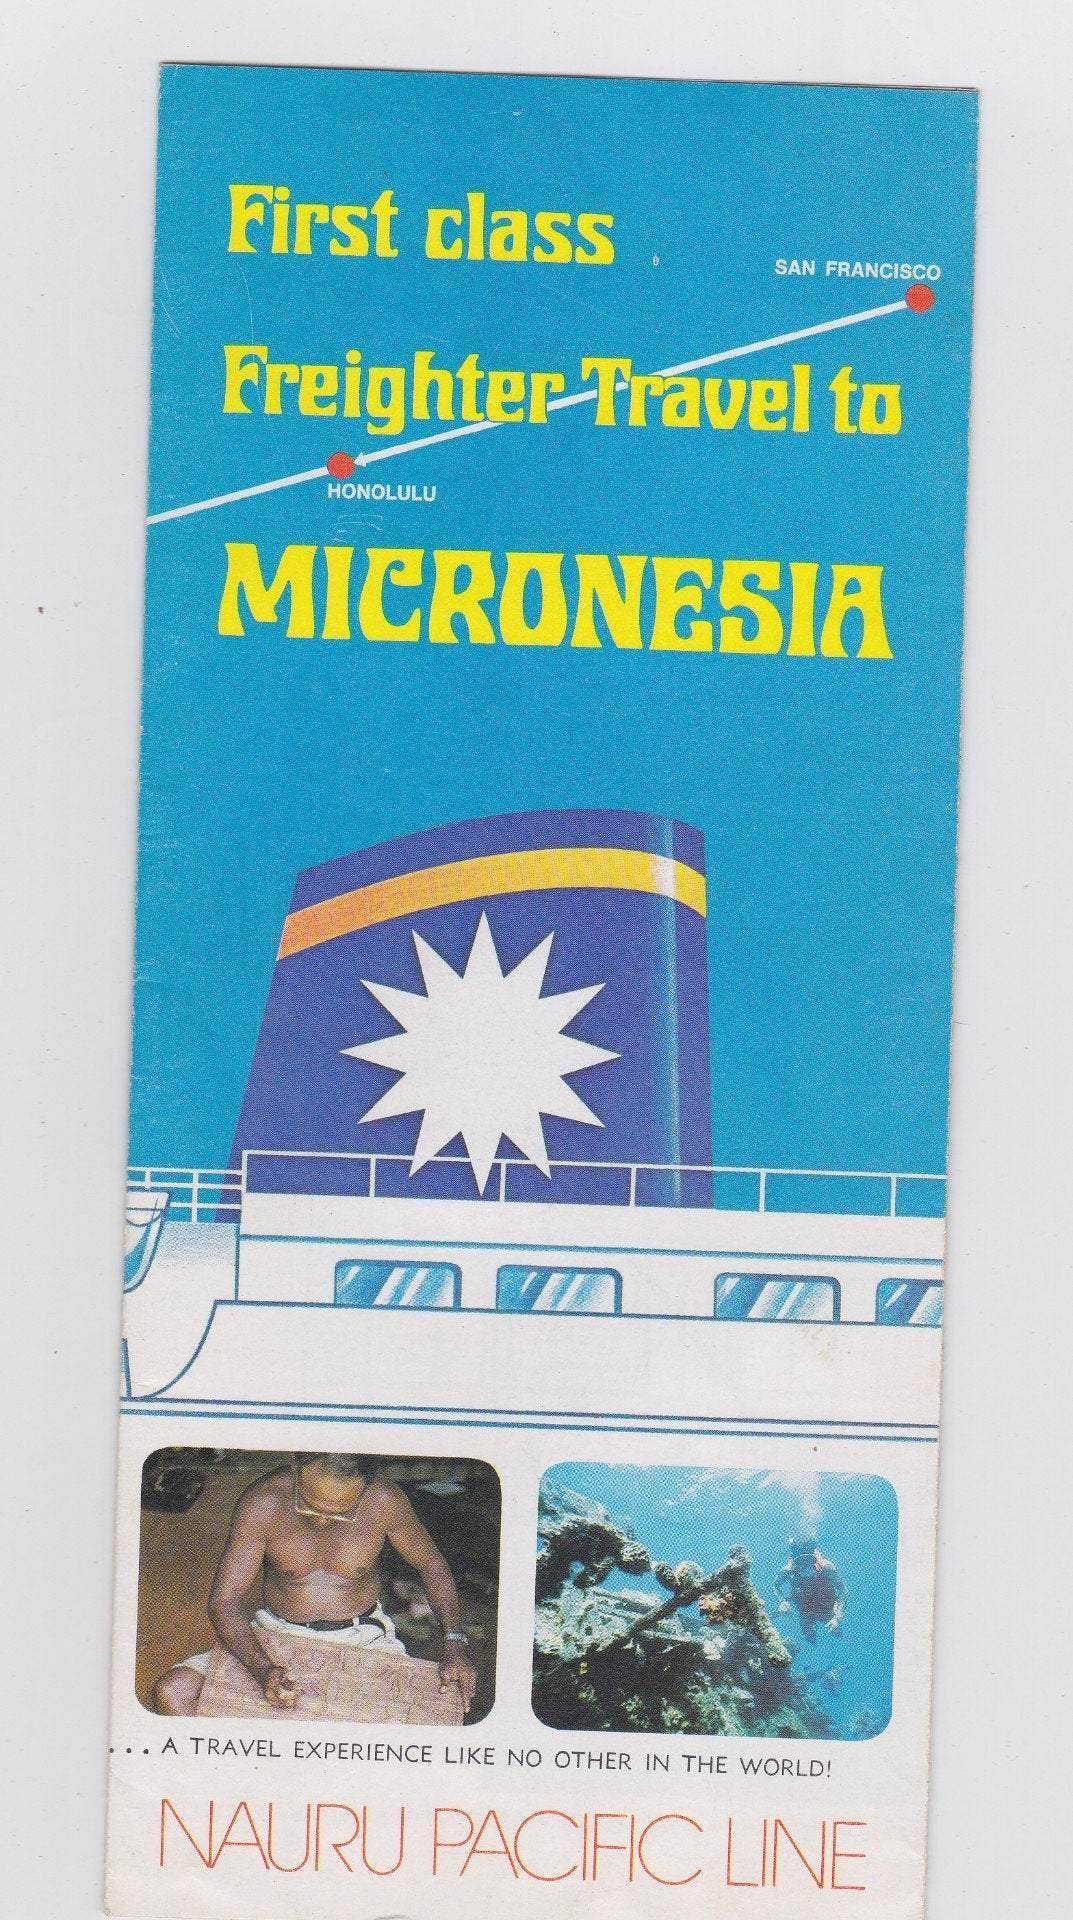 First class
SAN FRANCISCO
Freighter Travel to
HONOLULU
MICRONESIA
... A TRAVEL EXPERIENCE LIKE NO OTHER IN THE WORLD!
NAURU PACIFIC LINE